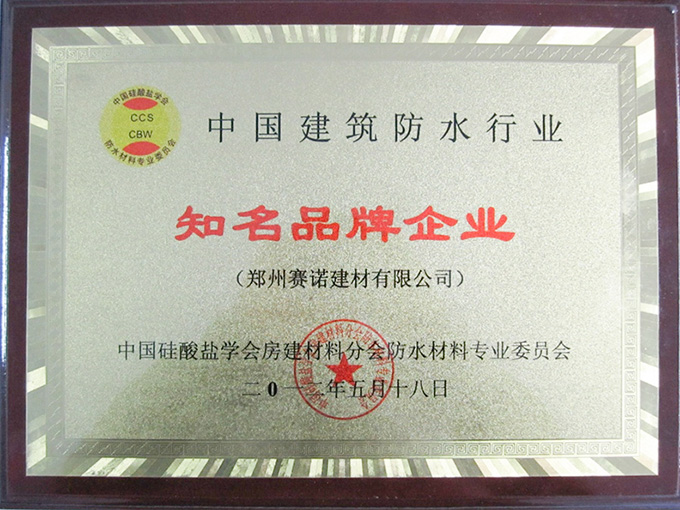 中国硅酸盐学会
CCS
CBW
防水材料专业委员会
中国建筑防水行业
知名品牌企业
（郑州赛诺建材有限公司）
中国硅酸盐学会房建材料分会防水材料专业委员会
二0一二年五月十八日